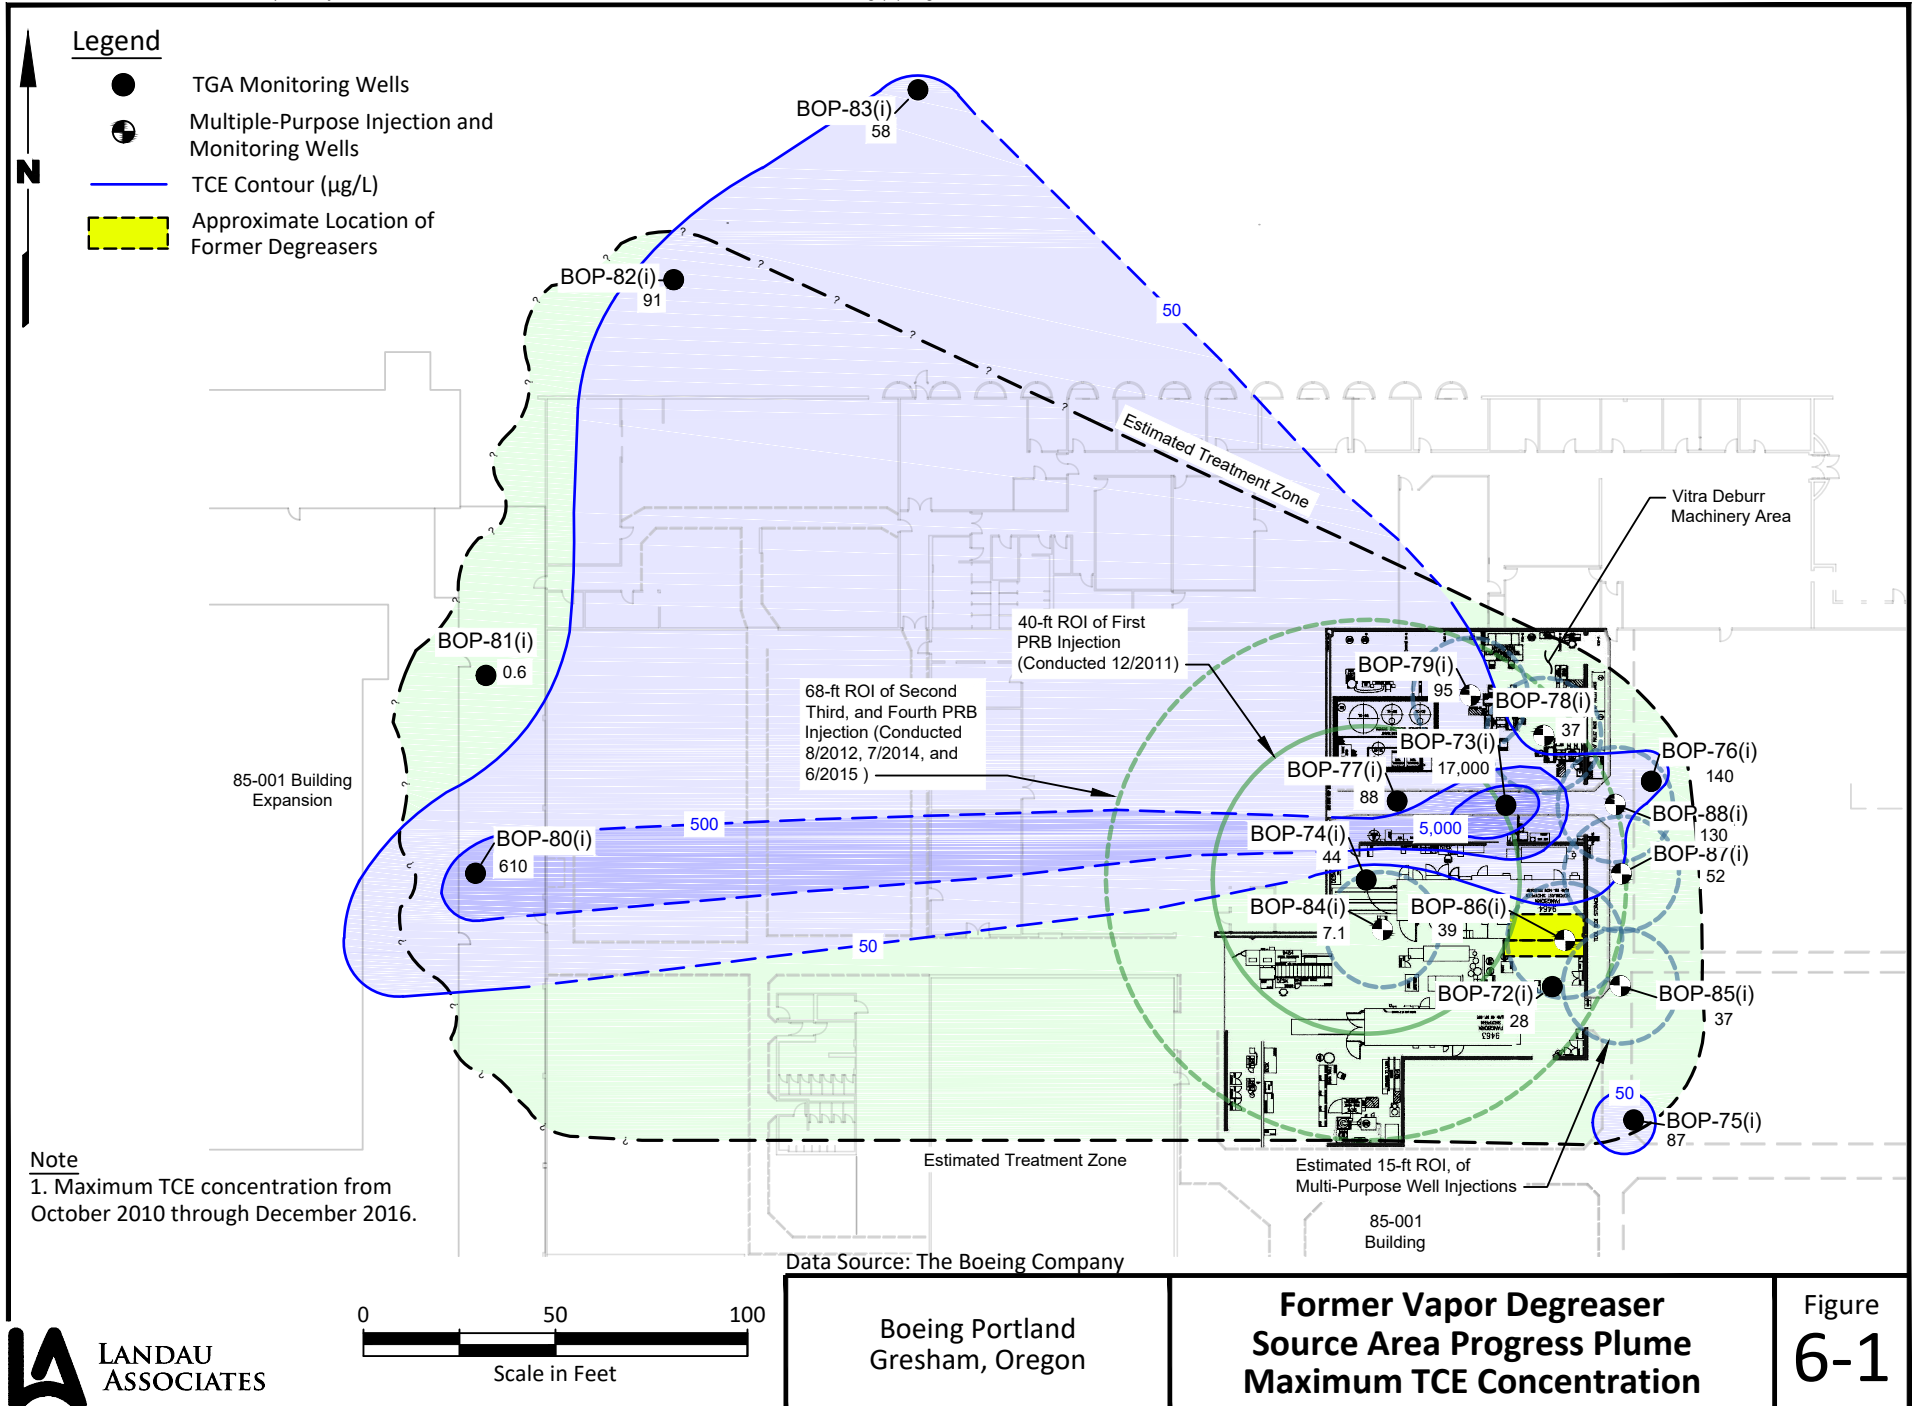 Legend
TGA Monitoring Wells
Multiple-Purpose Injection and
Monitoring Wells
TCE Contour (µg/L)
Approximate Location of
Former Degreasers
N
BOP-83(i)
58
BOP-82(i)
91
50
Estimated Treatment Zone
Vitra Deburr
Machinery Area
40-ft ROI of First
PRB Injection
(Conducted 12/2011)
BOP-81(i)
0.6
68-ft ROI of Second
Third, and Fourth PRB
Injection (Conducted
8/2012, 7/2014, and
6/2015 )
BOP-79(i)
95
BOP-78(i)
37
BOP-73(i)
17,000
BOP-76(i)
140
BOP-77(i)
88
85-001 Building
Expansion
500
5,000
BOP-88(i)
130
BOP-80(i)
610
BOP-74(i)
44
BOP-87(i)
52
BOP-84(i)
7.1
BOP-86(i)
39
50
BOP-72(i)
28
BOP-85(i)
37
9463
50
BOP-75(i)
87
Estimated Treatment Zone
Estimated 15-ft ROI, of
Multi-Purpose Well Injections
85-001
Building
Note
1. Maximum TCE concentration from
October 2010 through December 2016.
Data Source: The Boeing Company
LANDAU
ASSOCIATES
0 50 100
Scale in Feet
Boeing Portland
Gresham, Oregon
Former Vapor Degreaser
Source Area Progress Plume
Maximum TCE Concentration
Figure
6-1